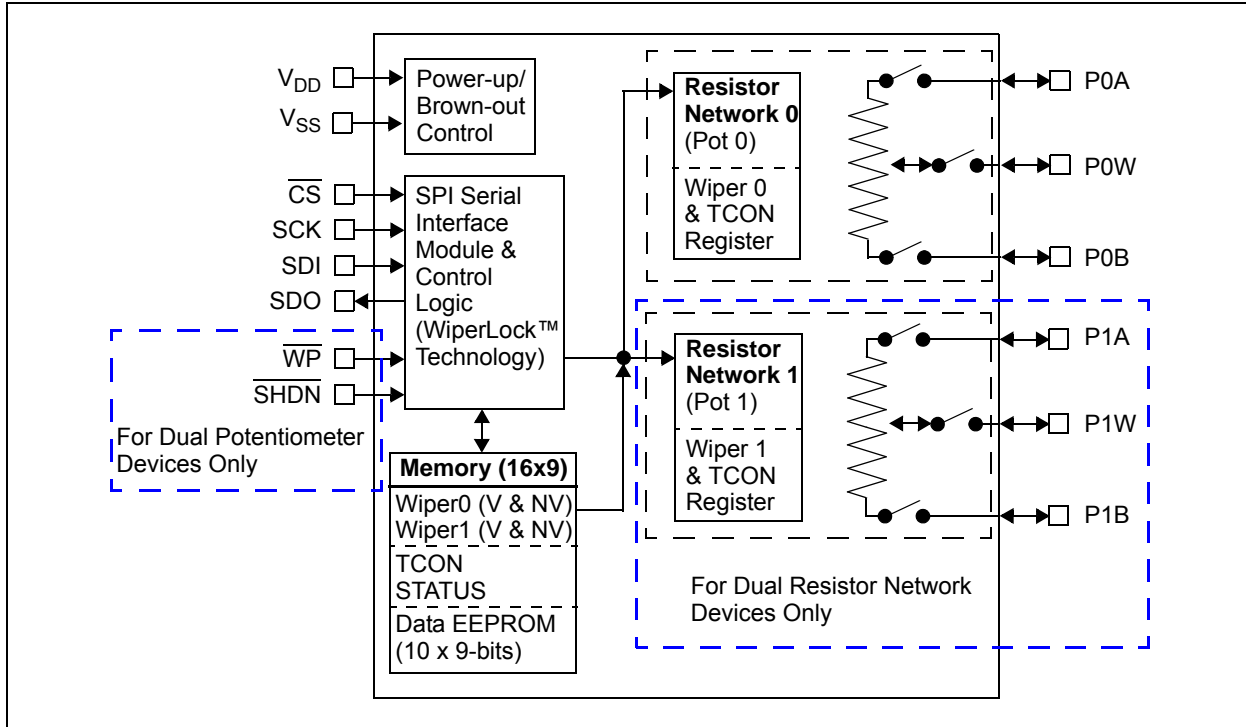 VDD
VSS
Power-up/
Brown-out
Control
CS
SCK
SDI
SDO
WP
SHDN
For Dual Potentiometer
Devices Only
SPI Serial
Interface
Module &
Control
Logic
(WiperLock™
Technology)
Memory (16x9)
Wiper0 (V & NV)
Wiper1 (V & NV)
TCON
STATUS
Data EEPROM
(10 x 9-bits)
Resistor
Network 0
(Pot 0)
Wiper 0
& TCON
Register
P0A
P0W
P0B
Resistor
Network 1
(Pot 1)
Wiper 1
& TCON
Register
P1A
P1W
P1B
For Dual Resistor Network
Devices Only